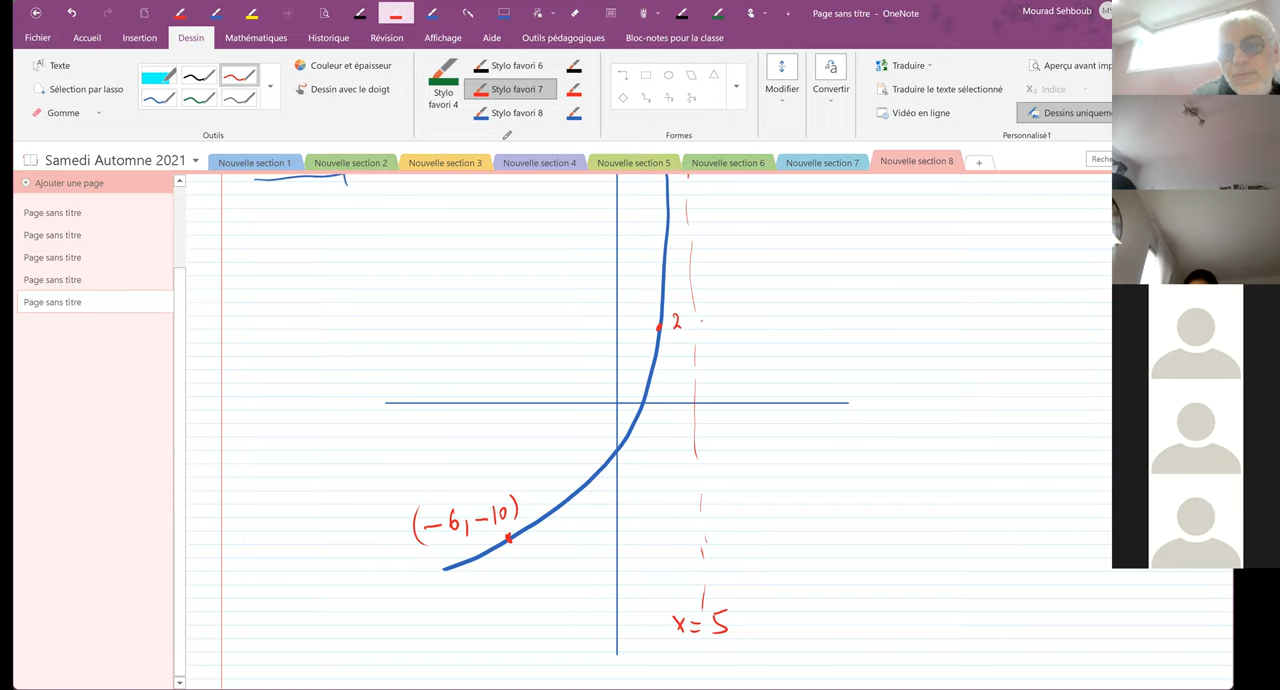 Page sans titre - OneNote
Mourad Sehboub
MS
Fichier Accueil Insertion Dessin Mathématiques Historique Révision Affichage Aide Outils pédagogiques Bloc-notes pour la classe
Texte
Sélection par lasso
Gomme
Outils
Couleur et épaisseur
Dessin avec le doigt
Stylo favori 4
Stylo favori 6
Stylo favori 7
Stylo favori 8
Formes
Modifier
Convertir
Traduire
Traduire le texte sélectionné
Vidéo en ligne
Aperçu avant imp
Indice
Dessins uniqueme
Personnalisé1
Samedi Automne 2021
Nouvelle section 1 Nouvelle section 2 Nouvelle section 3 Nouvelle section 4 Nouvelle section 5 Nouvelle section 6 Nouvelle section 7 Nouvelle section 8
Reche
Ajouter une page
Page sans titre
Page sans titre
Page sans titre
Page sans titre
Page sans titre
2
(-6,-10)
x = 5